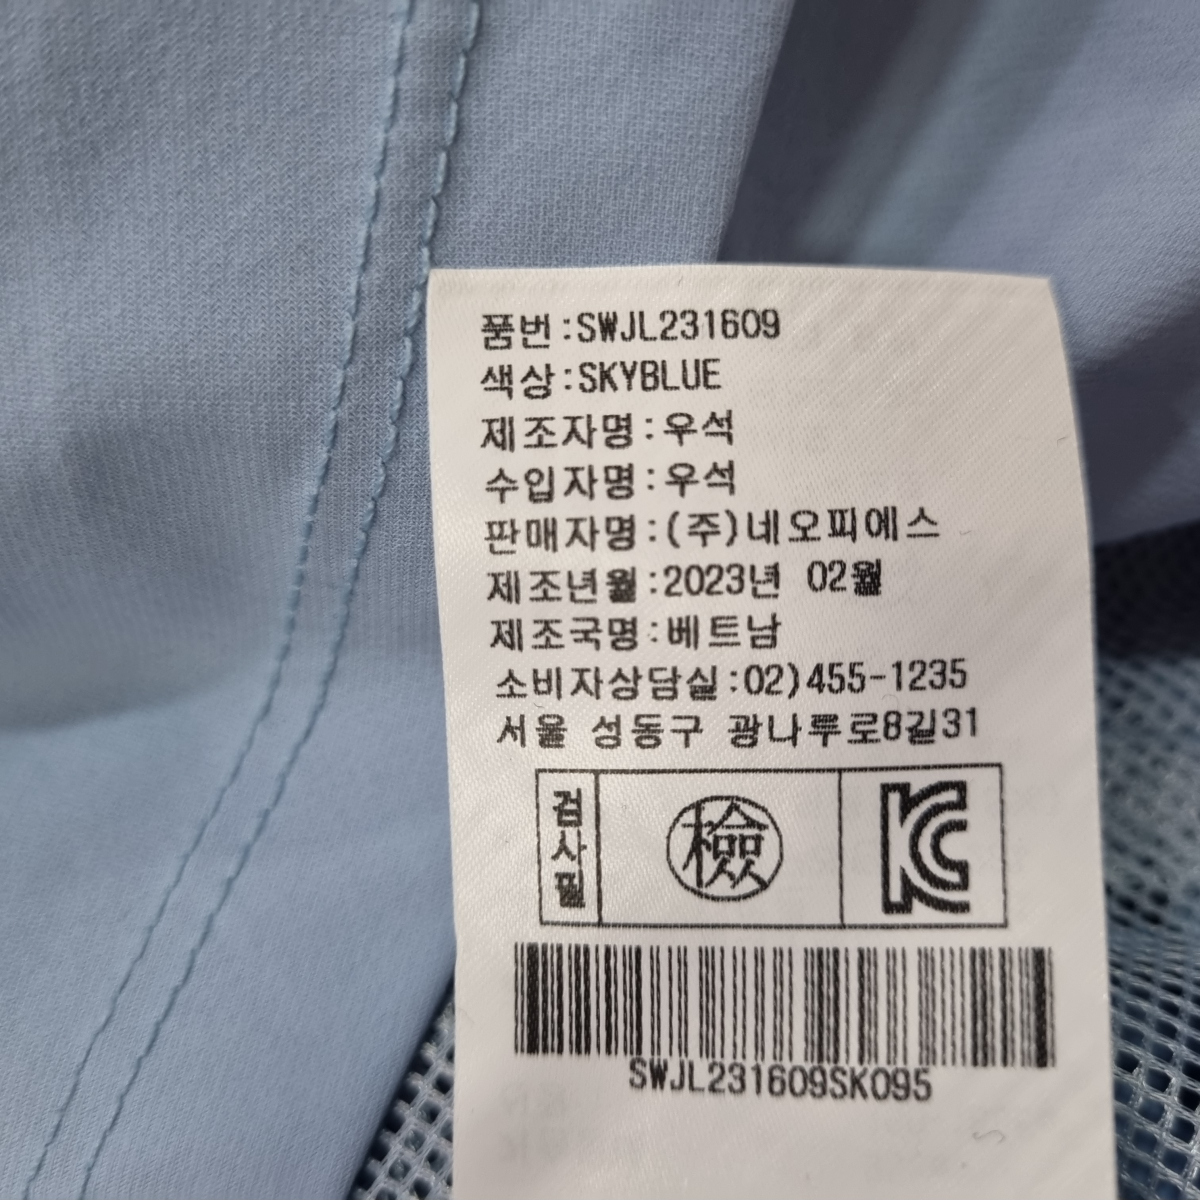 품번:SWJL231609
색상:SKYBLUE
제조자명:우석
수입자명:우석
판매자명:(주)네오피에스
제조년월:2023년 02월
제조국명:베트남
소비자상담실:02)455-1235
서울 성동구 광나루로8길31
검사필
檢
KC
SWJL231609SK095